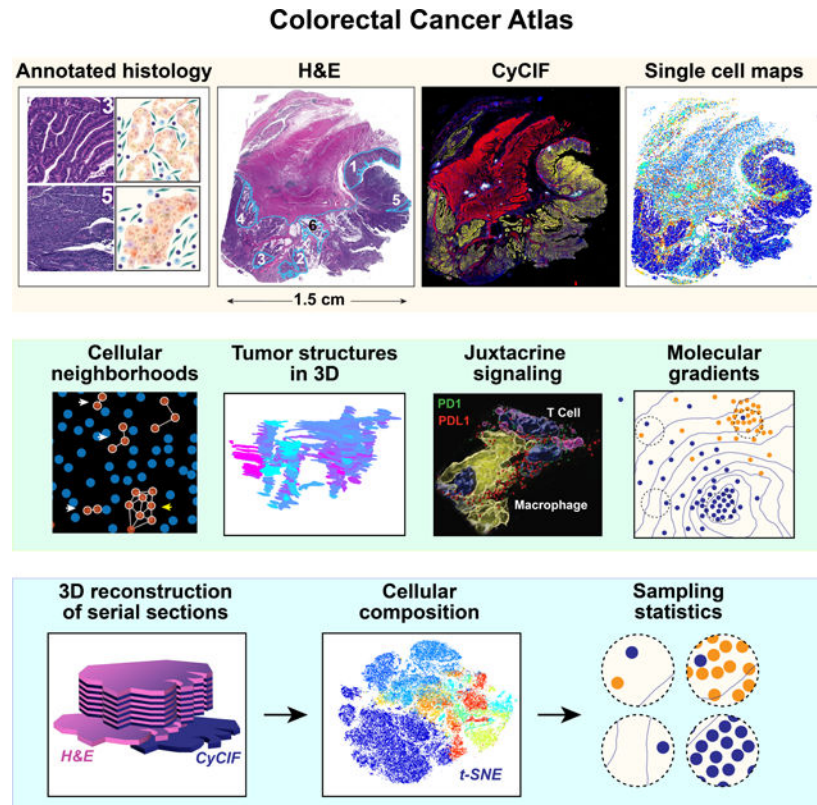 Colorectal Cancer Atlas
Annotated histology
H&E
CyCIF
Single cell maps
3
5
1
5
4
6
3
2
1.5 cm
Cellular
neighborhoods
Tumor structures
in 3D
Juxtacrine
signaling
Molecular
gradients
PD1
PDL1
T Cell
Macrophage
3D reconstruction
of serial sections
Cellular
composition
Sampling
statistics
H&E
CyCIF
t-SNE